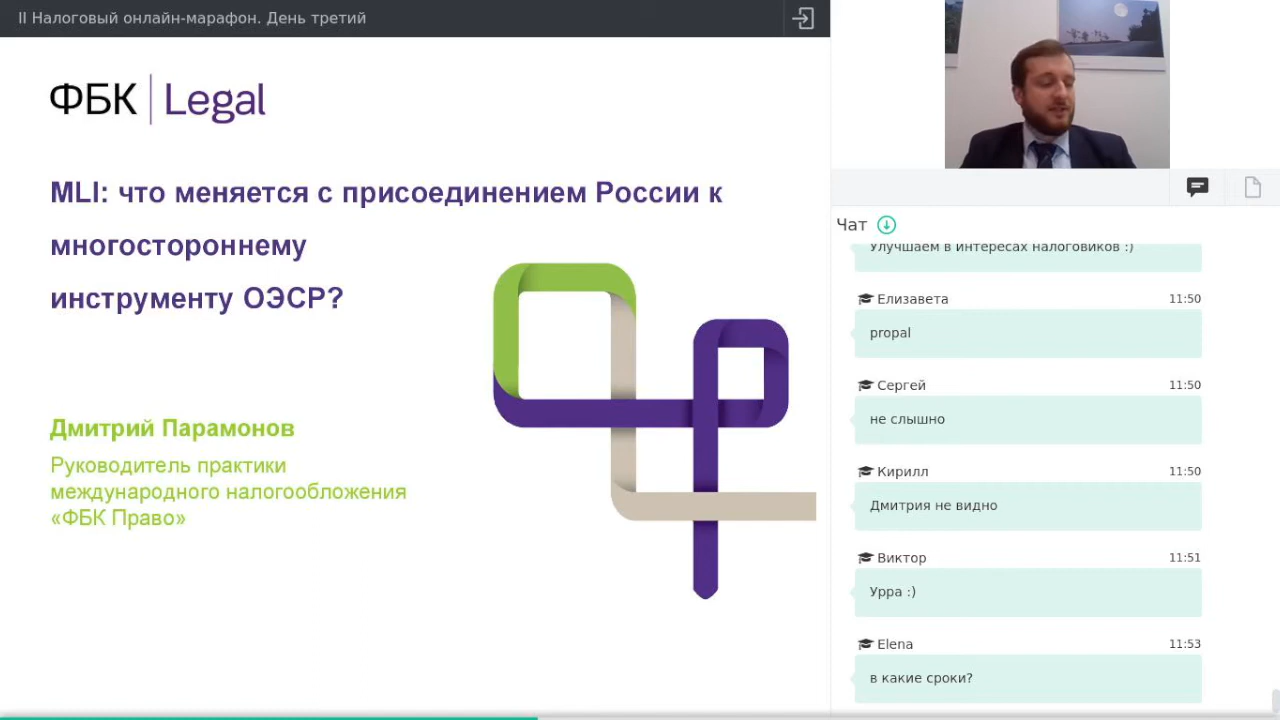 II Налоговый онлайн-марафон. День третий
ФБК Legal
MLI: что меняется с присоединением России к
многостороннему
инструменту ОЭСР?
Дмитрий Парамонов
Руководитель практики
международного налогообложения
«ФБК Право»
Чат
Улучшаем в интересах налоговиков :)
Елизавета 11:50
propal
Сергей 11:50
не слышно
Кирилл 11:50
Дмитрия не видно
Виктор 11:51
Урра :)
Elena 11:53
в какие сроки?